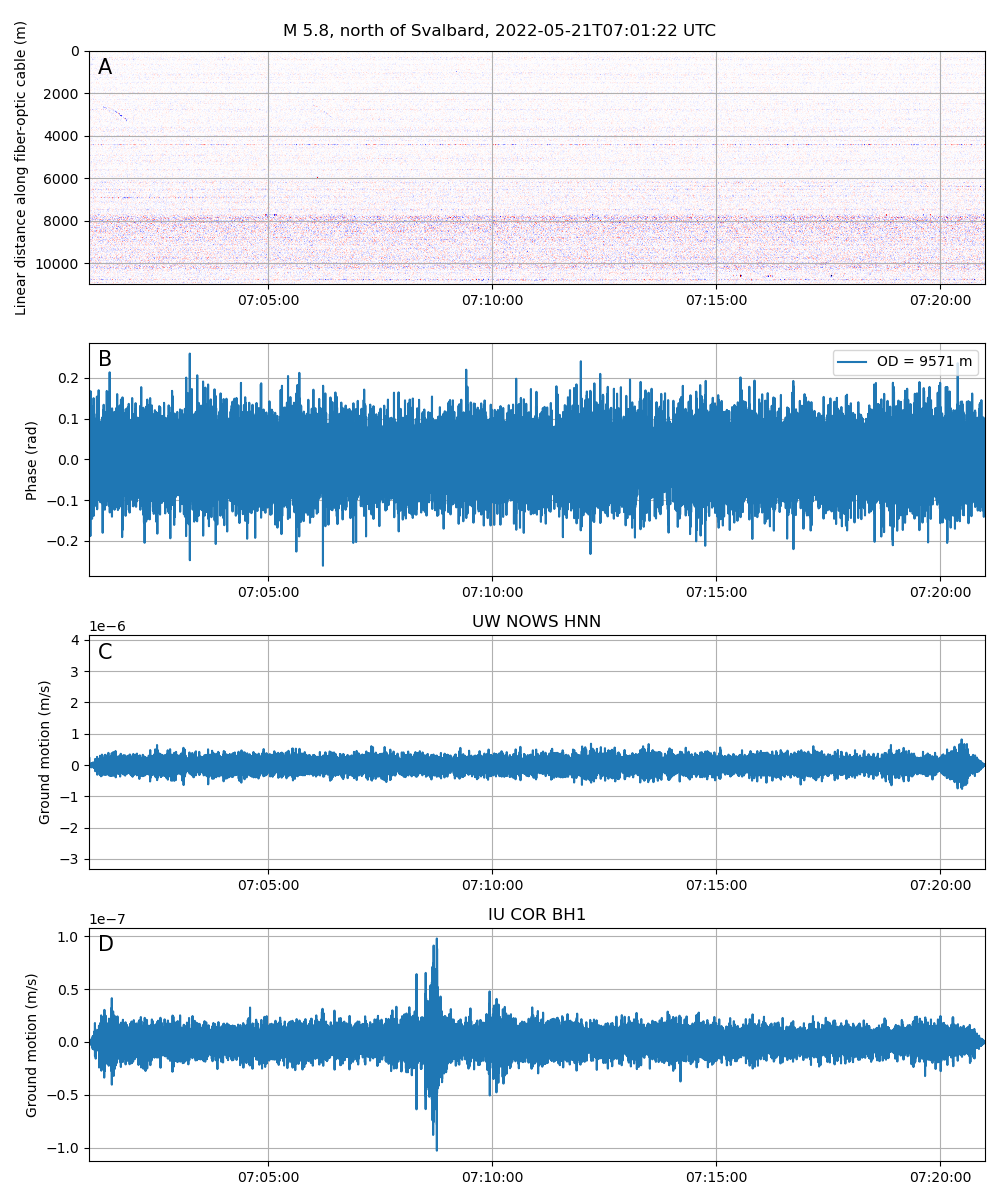 M 5.8, north of Svalbard, 2022-05-21T07:01:22 UTC
A
Linear distance along fiber-optic cable (m)
0
2000
4000
6000
8000
10000
07:05:00 07:10:00 07:15:00 07:20:00
B
OD = 9571 m
Phase (rad)
0.2
0.1
0.0
−0.1
−0.2
07:05:00 07:10:00 07:15:00 07:20:00
UW NOWS HNN
1e−6
C
Ground motion (m/s)
4
3
2
1
0
−1
−2
−3
07:05:00 07:10:00 07:15:00 07:20:00
IU COR BH1
1e−7
D
Ground motion (m/s)
1.0
0.5
0.0
−0.5
−1.0
07:05:00 07:10:00 07:15:00 07:20:00